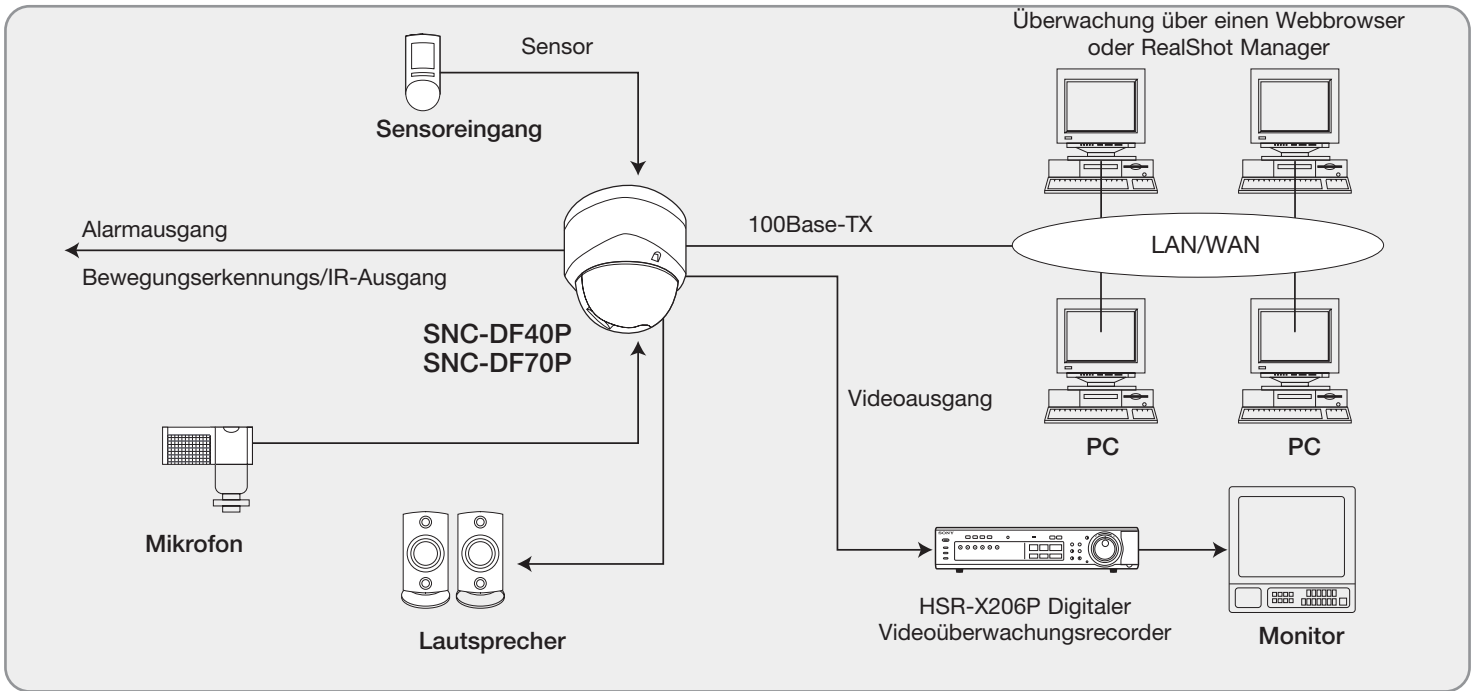 Überwachung über einen Webbrowser
oder RealShot Manager
Sensor
Sensoreingang
Alarmausgang
100Base-TX
LAN/WAN
Bewegungserkennungs/IR-Ausgang
SNC-DF40P
SNC-DF70P
Videoausgang
PC
PC
Mikrofon
SONY
Lautsprecher
HSR-X206P Digitaler
Videoüberwachungsrecorder
Monitor